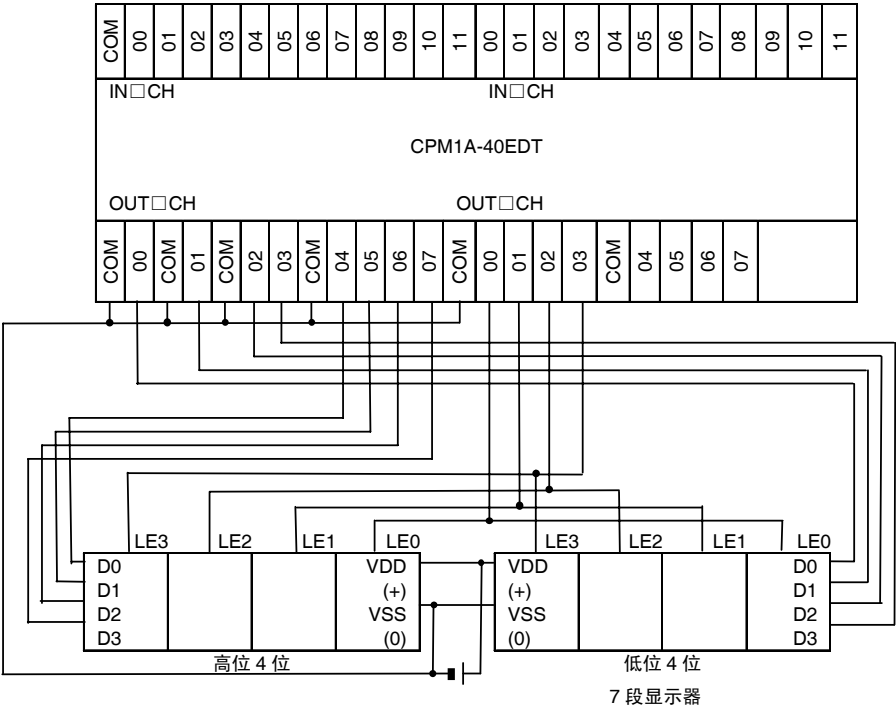 COM 00 01 02 03 04 05 06 07 08 09 10 11 00 01 02 03 04 05 06 07 08 09 10 11
IN□CH IN□CH
CPM1A-40EDT
OUT□CH OUT□CH
COM 00 COM 01 COM 02 03 COM 04 05 06 07 COM 00 01 02 03 COM 04 05 06 07
LE3 LE2 LE1 LE0 LE3 LE2 LE1 LE0
D0 VDD VDD D0
D1 (+) (+) D1
D2 VSS VSS D2
D3 (0) (0) D3
高位 4 位 低位 4 位
7 段显示器